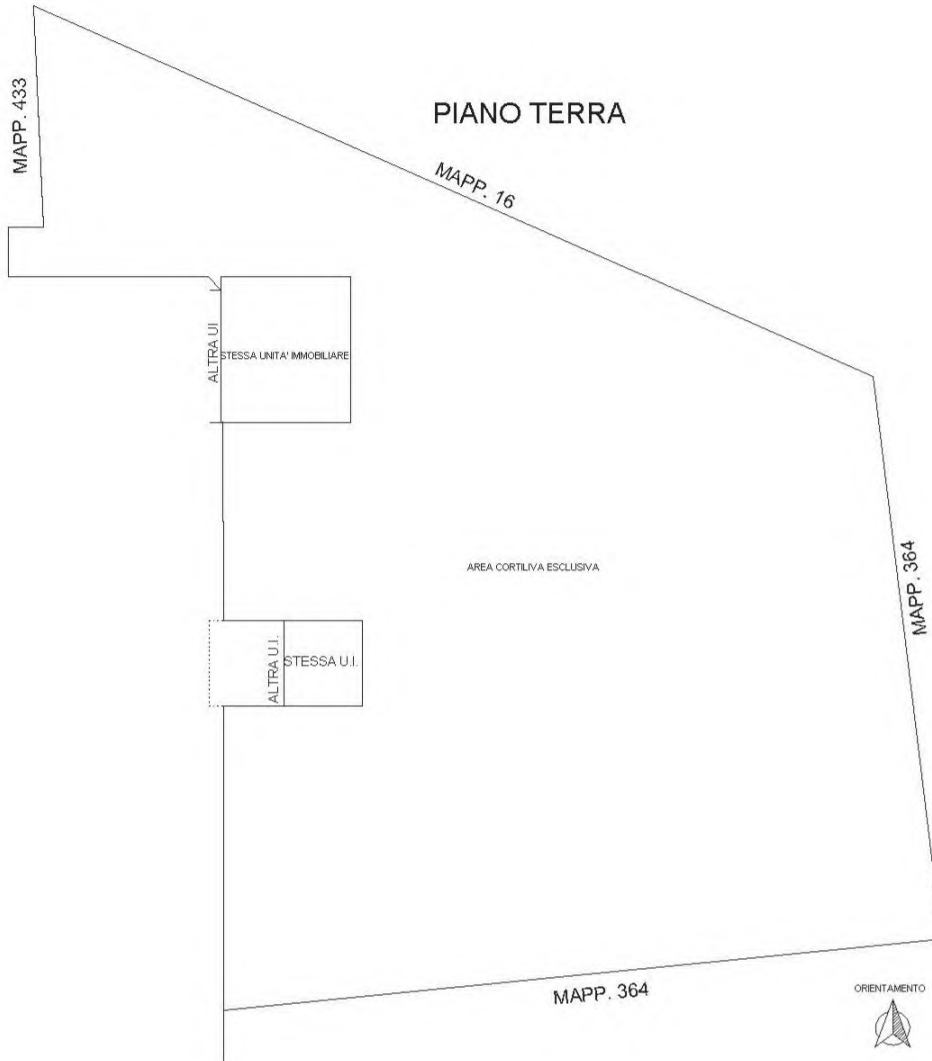 PIANO TERRA
MAPP. 433
MAPP. 16
ALTRA UI
STESSA UNITA' IMMOBILIARE
AREA CORTILIVA ESCLUSIVA
MAPP. 364
ALTRA U.I.
STESSA U.I.
MAPP. 364
ORIENTAMENTO